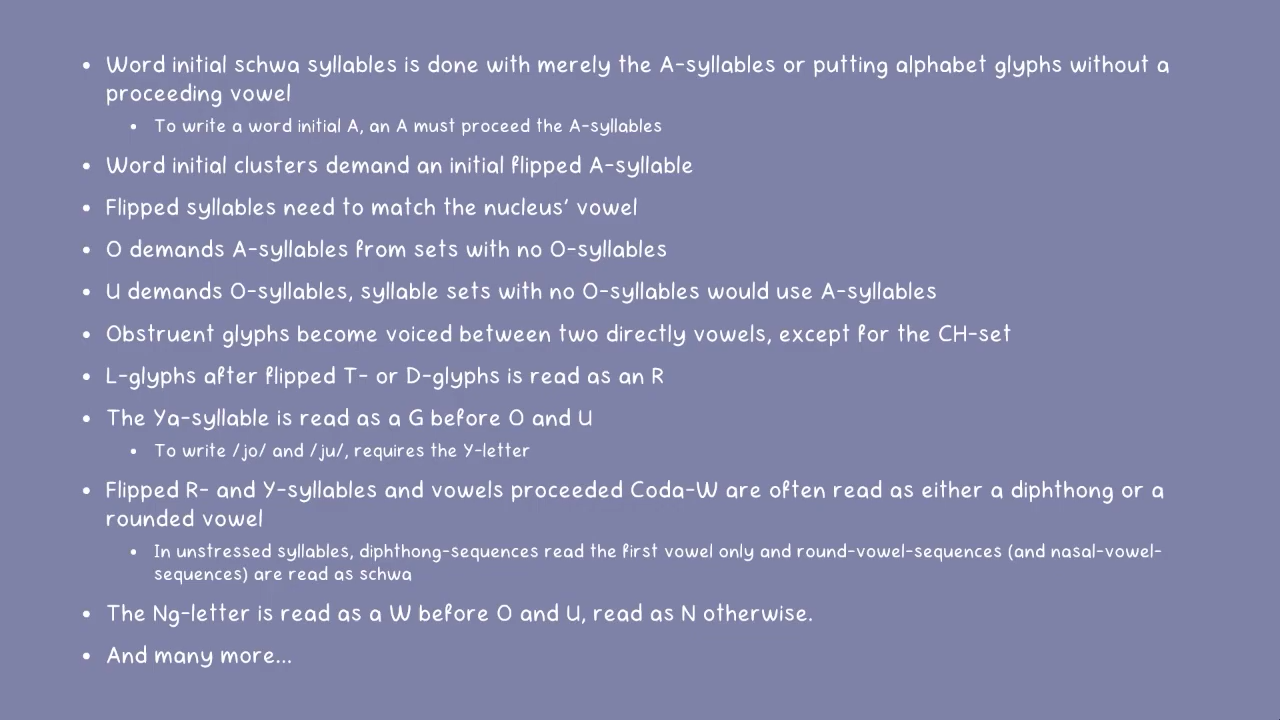 • Word initial schwa syllables is done with merely the A-syllables or putting alphabet glyphs without a
proceeding vowel
• To write a word initial A, an A must proceed the A-syllables
• Word initial clusters demand an initial flipped A-syllable
• Flipped syllables need to match the nucleus’ vowel
• O demands A-syllables from sets with no O-syllables
• U demands O-syllables, syllable sets with no O-syllables would use A-syllables
• Obstruent glyphs become voiced between two directly vowels, except for the CH-set
• L-glyphs after flipped T- or D-glyphs is read as an R
• The Ya-syllable is read as a G before O and U
• To write /jo/ and /ju/, requires the Y-letter
• Flipped R- and Y-syllables and vowels proceeded Coda-W are often read as either a diphthong or a
rounded vowel
• In unstressed syllables, diphthong-sequences read the first vowel only and round-vowel-sequences (and nasal-vowel-
sequences) are read as schwa
• The Ng-letter is read as a W before O and U, read as N otherwise.
• And many more...